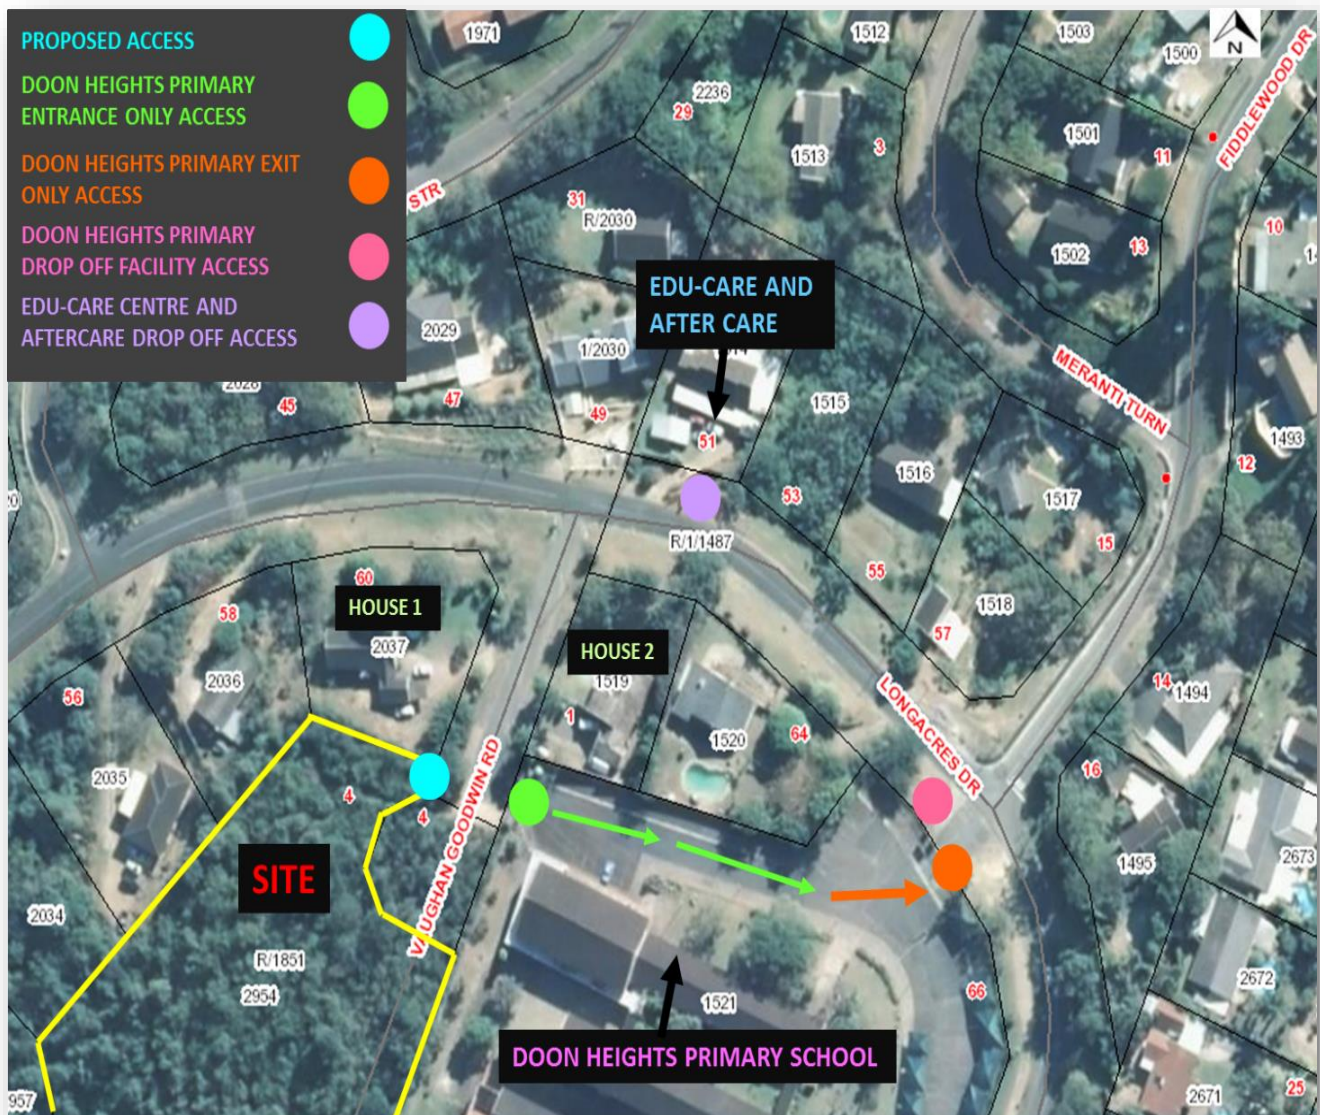 PROPOSED ACCESS
DOON HEIGHTS PRIMARY
ENTRANCE ONLY ACCESS
DOON HEIGHTS PRIMARY EXIT
ONLY ACCESS
DOON HEIGHTS PRIMARY
DROP OFF FACILITY ACCESS
EDU-CARE CENTRE AND
AFTERCARE DROP OFF ACCESS
1971
1512
1503
1500
N
FIDDLEWOOD DR
2236
29
1513
3
1501
11
STR
31
R/2030
1502
13
10
EDU-CARE AND
AFTER CARE
2029
1/2030
MERANTI TURN
45
47
49
51
1515
1516
1517
1493
12
53
R/1/1487
15
55
60
HOUSE 1
58
2037
HOUSE 2
1518
57
56
2036
1519
14
1494
LONGACRES DR
1
1520
64
2035
4
4
VAUGHAN GOODWIN RD
16
SITE
1495
2673
2034
R/1851
2954
1521
66
2672
DOON HEIGHTS PRIMARY SCHOOL
957
2671
25